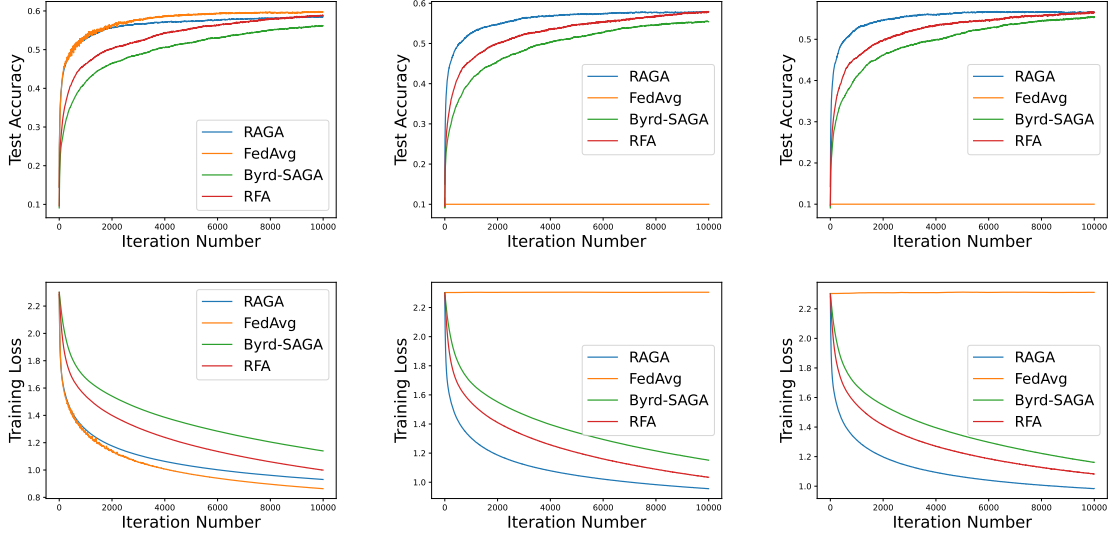 0.6
0.5
0.4
0.3
0.2
0.1
Test Accuracy
RAGA
FedAvg
Byrd-SAGA
RFA
0 2000 4000 6000 8000 10000
Iteration Number
0.6
0.5
0.4
0.3
0.2
0.1
Test Accuracy
RAGA
FedAvg
Byrd-SAGA
RFA
0 2000 4000 6000 8000 10000
Iteration Number
0.5
0.4
0.3
0.2
0.1
Test Accuracy
RAGA
FedAvg
Byrd-SAGA
RFA
0 2000 4000 6000 8000 10000
Iteration Number
2.2
2.0
1.8
1.6
1.4
1.2
1.0
0.8
Training Loss
RAGA
FedAvg
Byrd-SAGA
RFA
0 2000 4000 6000 8000 10000
Iteration Number
2.2
2.0
1.8
1.6
1.4
1.2
1.0
Training Loss
RAGA
FedAvg
Byrd-SAGA
RFA
0 2000 4000 6000 8000 10000
Iteration Number
2.2
2.0
1.8
1.6
1.4
1.2
1.0
Training Loss
RAGA
FedAvg
Byrd-SAGA
RFA
0 2000 4000 6000 8000 10000
Iteration Number